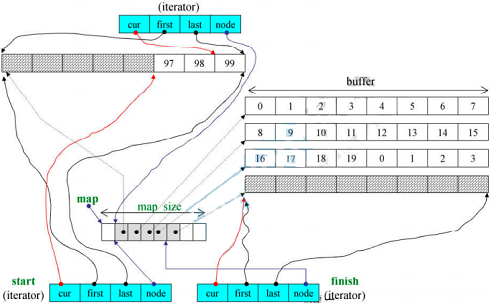 (iterator)
cur first last node
97 98 99
buffer
0 1 2 3 4 5 6 7
8 9 10 11 12 13 14 15
16 17 18 19 0 1 2 3
map
map size
start
(iterator)
cur first last node
cur first last node
finish
(iterator)